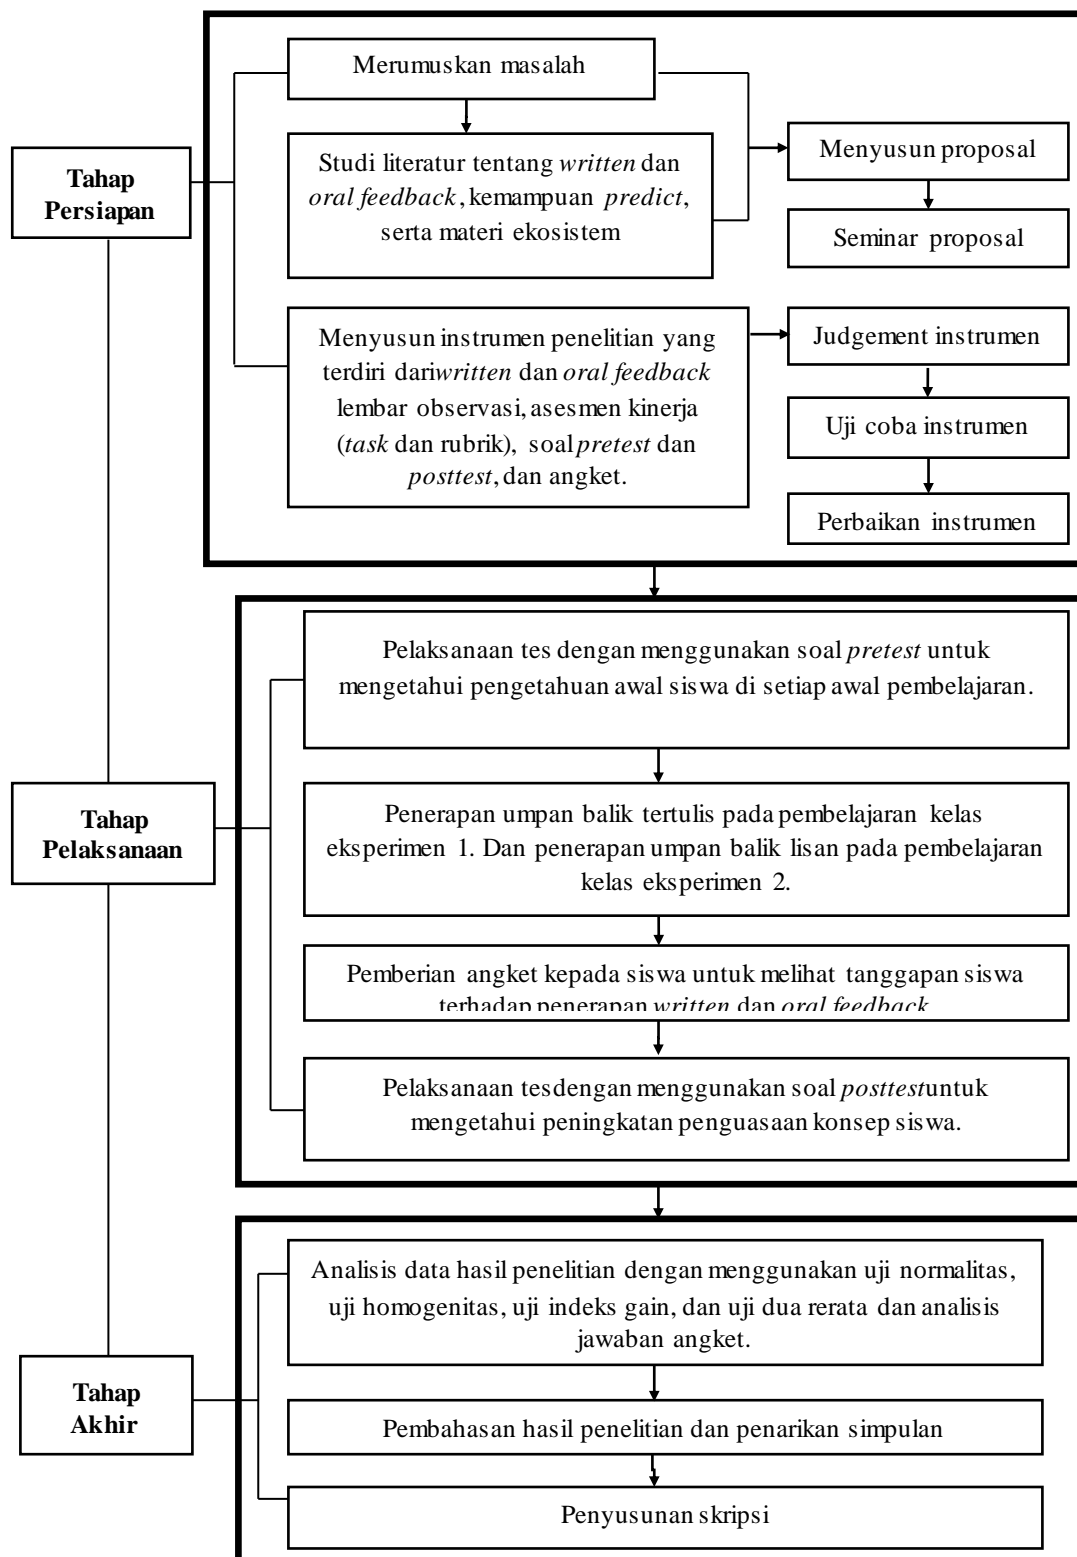 Merumuskan masalah
Tahap
Persiapan
Studi literatur tentang written dan
oral feedback, kemampuan predict,
serta materi ekosistem
Menyusun proposal
Seminar proposal
Menyusun instrumen penelitian yang
terdiri dariwritten dan oral feedback
lembar observasi, asesmen kinerja
(task dan rubrik), soal pretest dan
posttest, dan angket.
Judgement instrumen
Uji coba instrumen
Perbaikan instrumen
Tahap
Pelaksanaan
Pelaksanaan tes dengan menggunakan soal pretest untuk
mengetahui pengetahuan awal siswa di setiap awal pembelajaran.
Penerapan umpan balik tertulis pada pembelajaran kelas
eksperimen 1. Dan penerapan umpan balik lisan pada pembelajaran
kelas eksperimen 2.
Pemberian angket kepada siswa untuk melihat tanggapan siswa
terhadap penerapan written dan oral feedback
Pelaksanaan tesdengan menggunakan soal posttestuntuk
mengetahui peningkatan penguasaan konsep siswa.
Tahap
Akhir
Analisis data hasil penelitian dengan menggunakan uji normalitas,
uji homogenitas, uji indeks gain, dan uji dua rerata dan analisis
jawaban angket.
Pembahasan hasil penelitian dan penarikan simpulan
Penyusunan skripsi